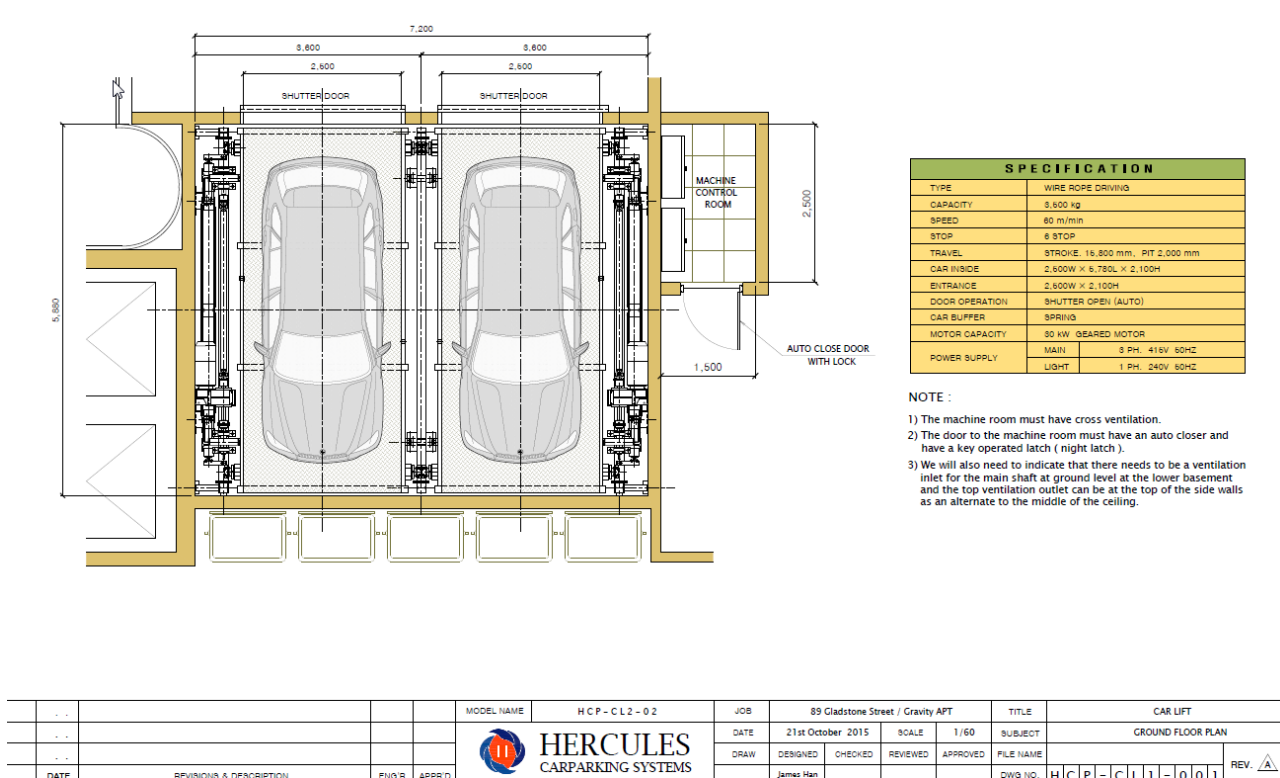 7,200
3,600 3,600
2,600 2,600
SHUTTER DOOR SHUTTER DOOR
5,880
MACHINE
CONTROL
ROOM
2,500
AUTO CLOSE DOOR
WITH LOCK
1,500
SPECIFICATION
TYPE WIRE ROPE DRIVING
CAPACITY 3,600 kg
SPEED 60 m/min
STOP 6 STOP
TRAVEL STROKE. 16,800 mm, PIT 2,000 mm
CAR INSIDE 2,600W × 5,780L × 2,100H
ENTRANCE 2,600W × 2,100H
DOOR OPERATION SHUTTER OPEN (AUTO)
CAR BUFFER SPRING
MOTOR CAPACITY 30 kW GEARED MOTOR
POWER SUPPLY MAIN 3 PH. 415V 50HZ
LIGHT 1 PH. 240V 50HZ
NOTE :
1) The machine room must have cross ventilation.
2) The door to the machine room must have an auto closer and
have a key operated latch ( night latch ).
3) We will also need to indicate that there needs to be a ventilation
inlet for the main shaft at ground level at the lower basement
and the top ventilation outlet can be at the top of the side walls
as an alternate to the middle of the ceiling.
MODEL NAME HCP-CL2-02
HERCULES
CARPARKING SYSTEMS
JOB 89 Gladstone Street / Gravity APT
DATE 21st October 2015 SCALE 1/60
DRAW DESIGNED CHECKED REVIEWED APPROVED
James Han
TITLE CAR LIFT
SUBJECT GROUND FLOOR PLAN
FILE NAME
DWG NO. HCP-CL1-001
REV. A
DATE REVISIONS & DESCRIPTION ENG'R APPR'D